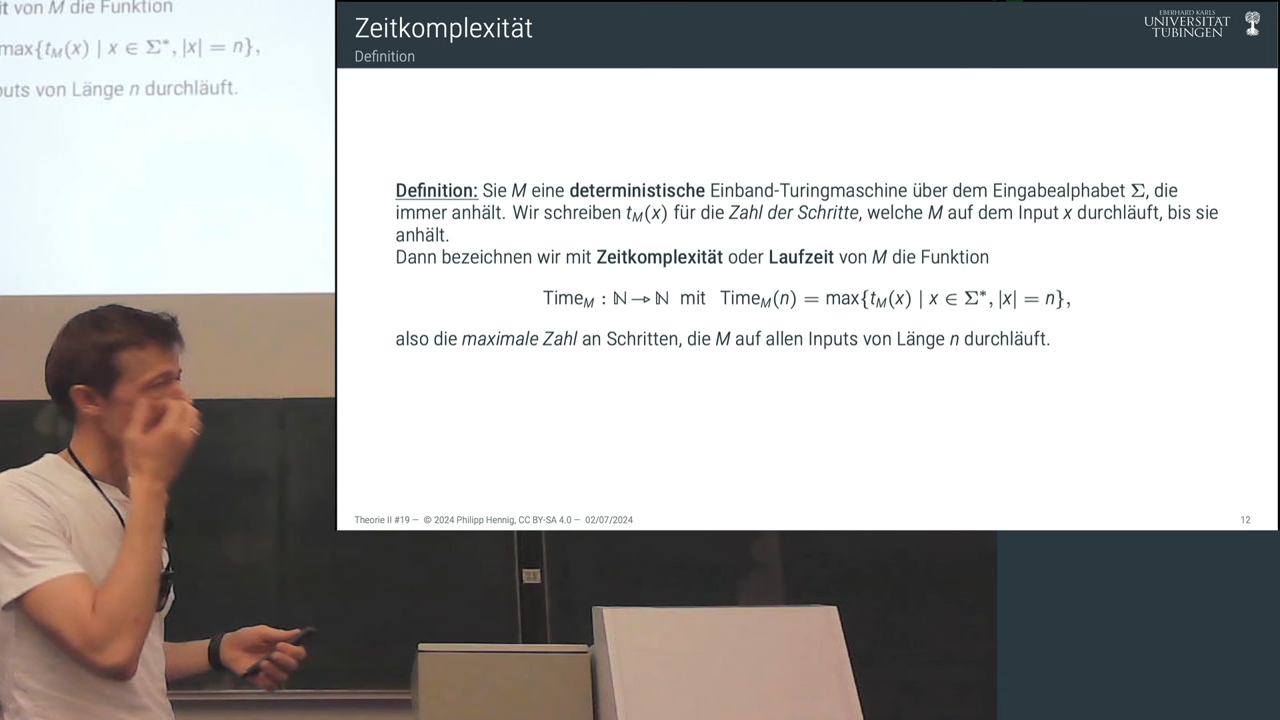 it von M die Funktion
max{t_M(x) | x ∈ Σ*, |x| = n},
puts von Länge n durchläuft.
Zeitkomplexität
Definition
EBERHARD KARLS
UNIVERSITÄT
TÜBINGEN
Definition: Sie M eine deterministische Einband-Turingmaschine über dem Eingabealphabet Σ, die
immer anhält. Wir schreiben t_M(x) für die Zahl der Schritte, welche M auf dem Input x durchläuft, bis sie
anhält.
Dann bezeichnen wir mit Zeitkomplexität oder Laufzeit von M die Funktion
Time_M : ℕ → ℕ mit Time_M(n) = max{t_M(x) | x ∈ Σ*, |x| = n},
also die maximale Zahl an Schritten, die M auf allen Inputs von Länge n durchläuft.
Theorie II #19 — © 2024 Philipp Hennig, CC BY-SA 4.0 — 02/07/2024
12